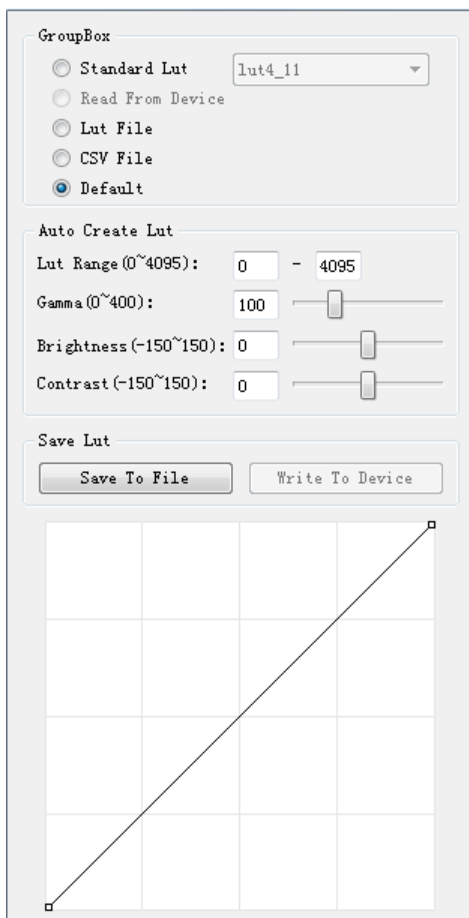 GroupBox
Standard Lut lut4_11
Read From Device
Lut File
CSV File
Default
Auto Create Lut
Lut Range(0~4095): 0 - 4095
Gamma(0~400): 100
Brightness(-150~150): 0
Contrast(-150~150): 0
Save Lut
Save To File Write To Device